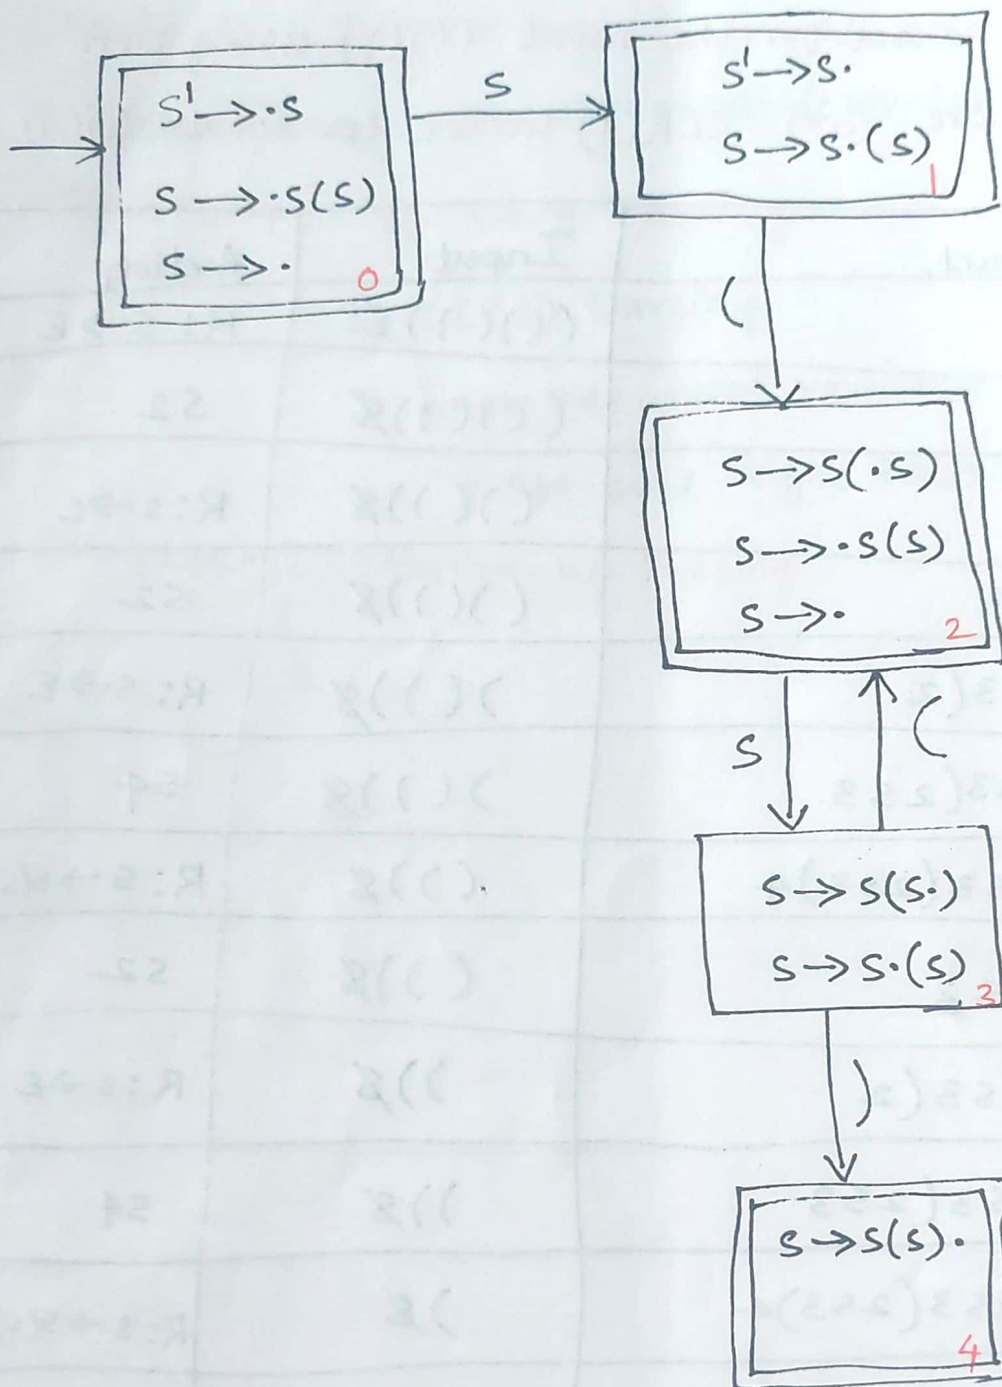 S' → ·S
S → ·S(S)
S → ·
0
S
S' → S·
S → S·(S)
1
(
S → S(·S)
S → ·S(S)
S → ·
2
S
(
S → S(S·)
S → S·(S)
3
)
S → S(S)·
4